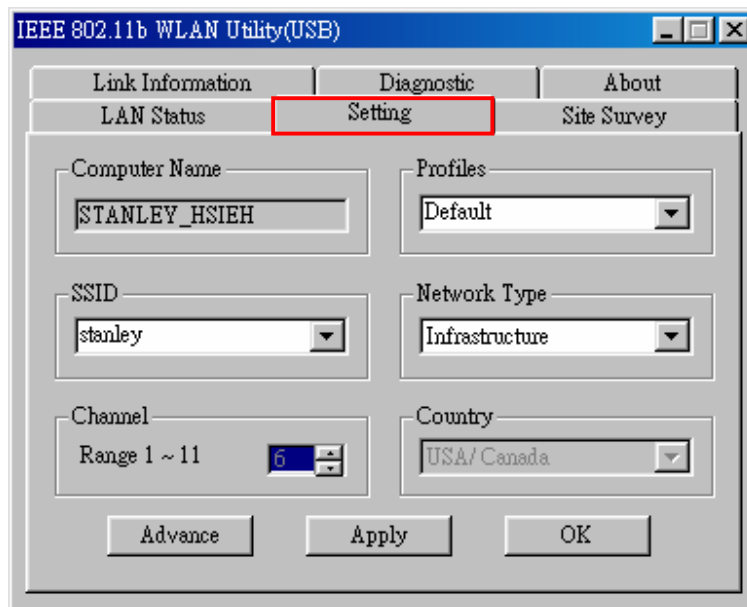 IEEE 802.11b WLAN Utility(USB)
Link Information Diagnostic About
LAN Status Setting Site Survey
Computer Name Profiles
STANLEY_HSIEH Default
SSID Network Type
stanley Infrastructure
Channel Country
Range 1 ~ 11 6 USA/ Canada
Advance Apply OK